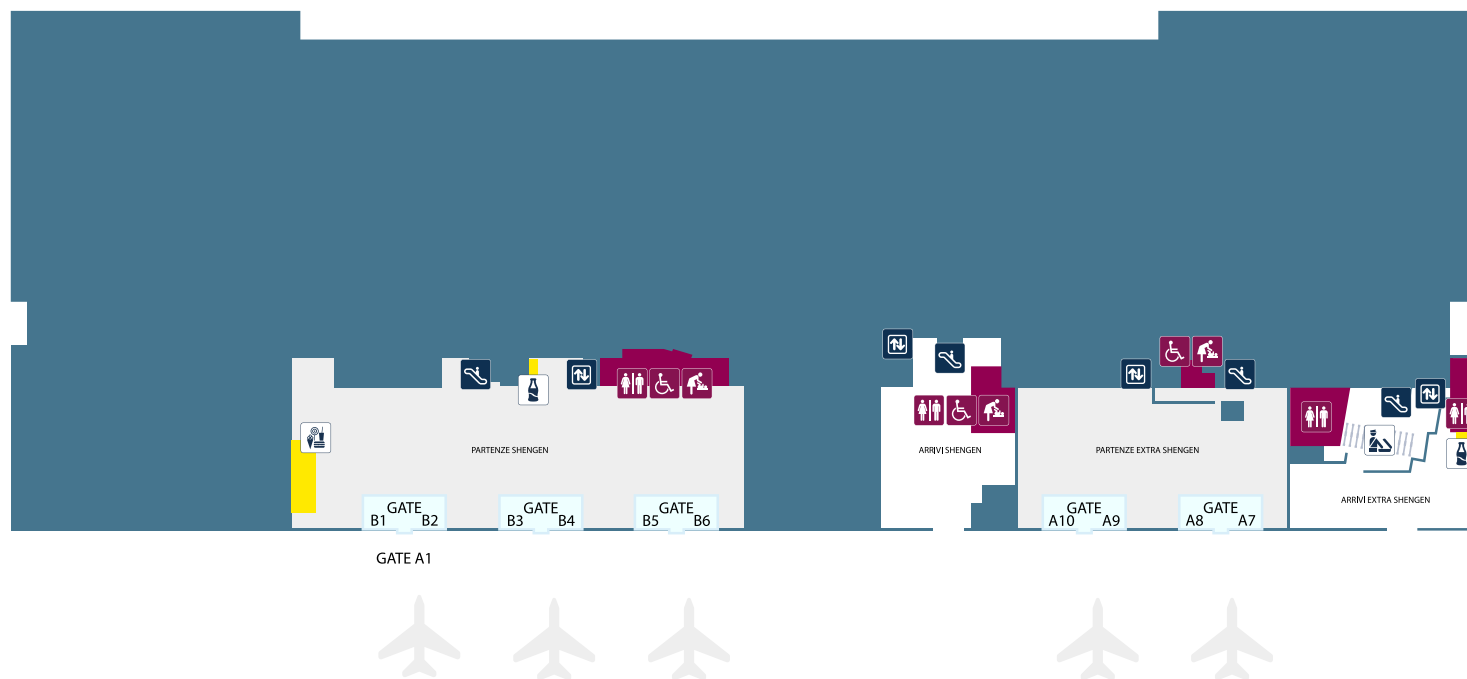 PARTENZE SHENGEN
ARRIVI SHENGEN
PARTENZE EXTRA SHENGEN
ARRIVI EXTRA SHENGEN
GATE
B1 B2
GATE
B3 B4
GATE
B5 B6
GATE
A10 A9
GATE
A8 A7
GATE A1